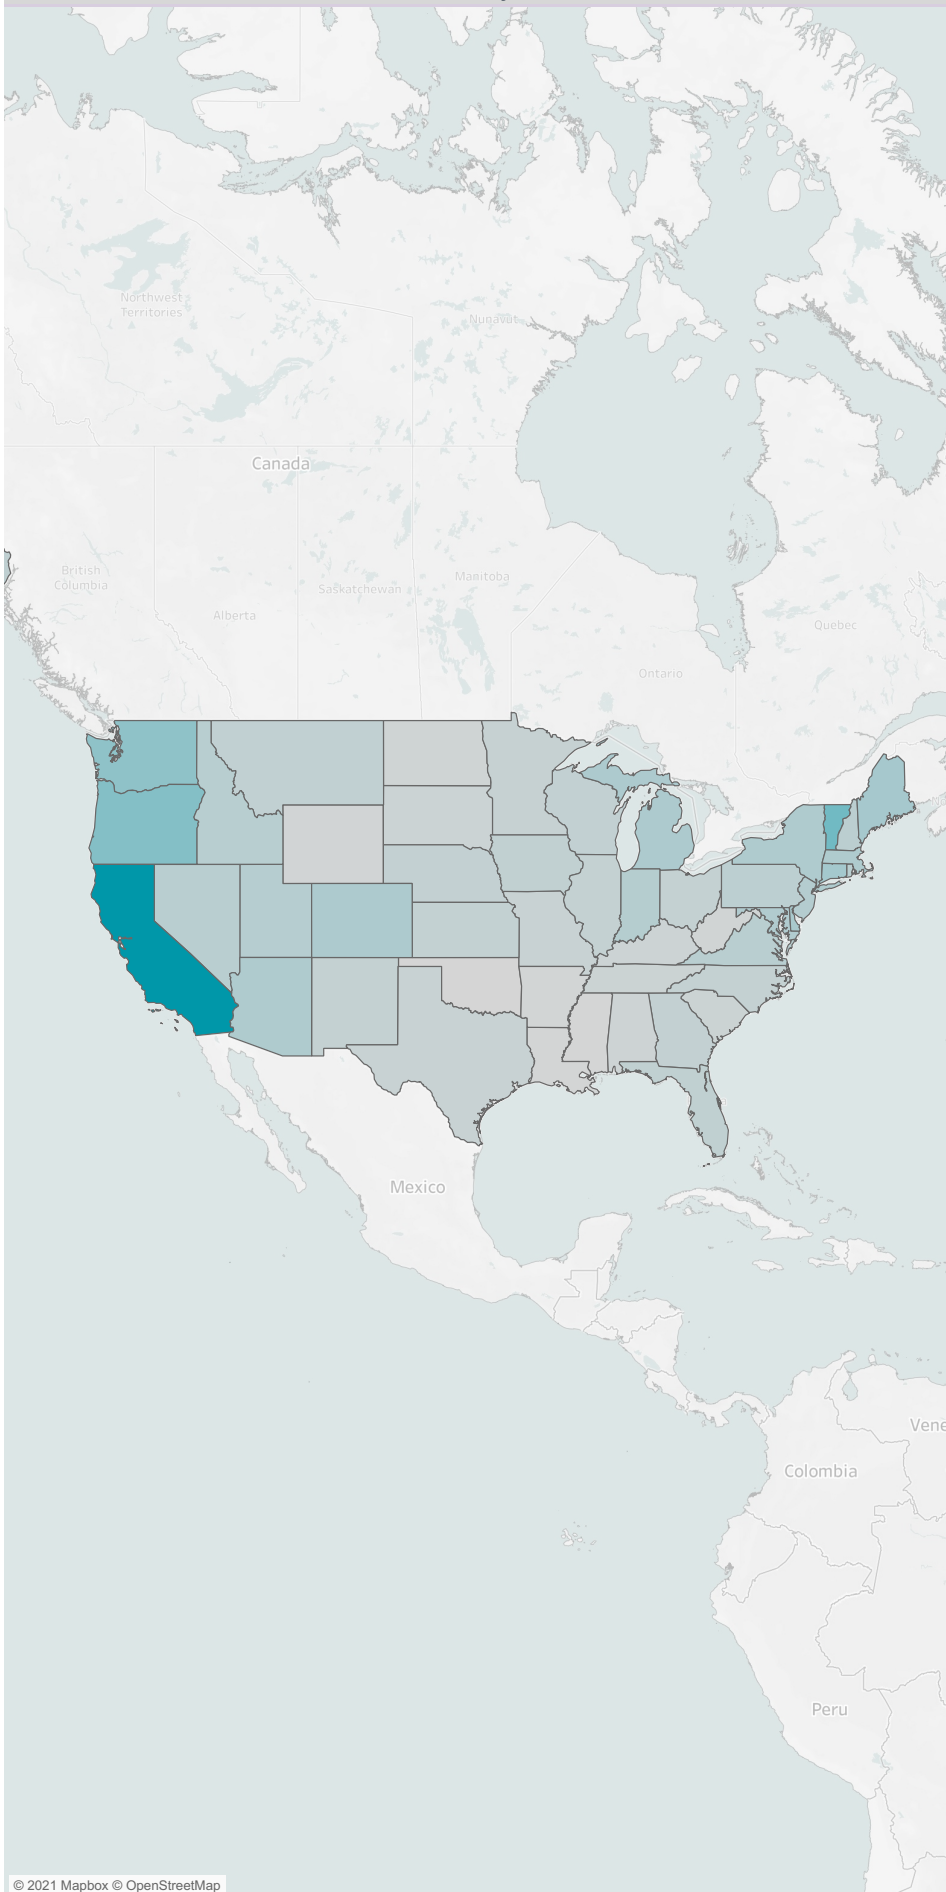 Northwest
Territories
Nunavut
Canada
British
Columbia
Alberta
Saskatchewan
Manitoba
Ontario
Quebec
Mexico
Vene
Colombia
Peru
© 2021 Mapbox © OpenStreetMap